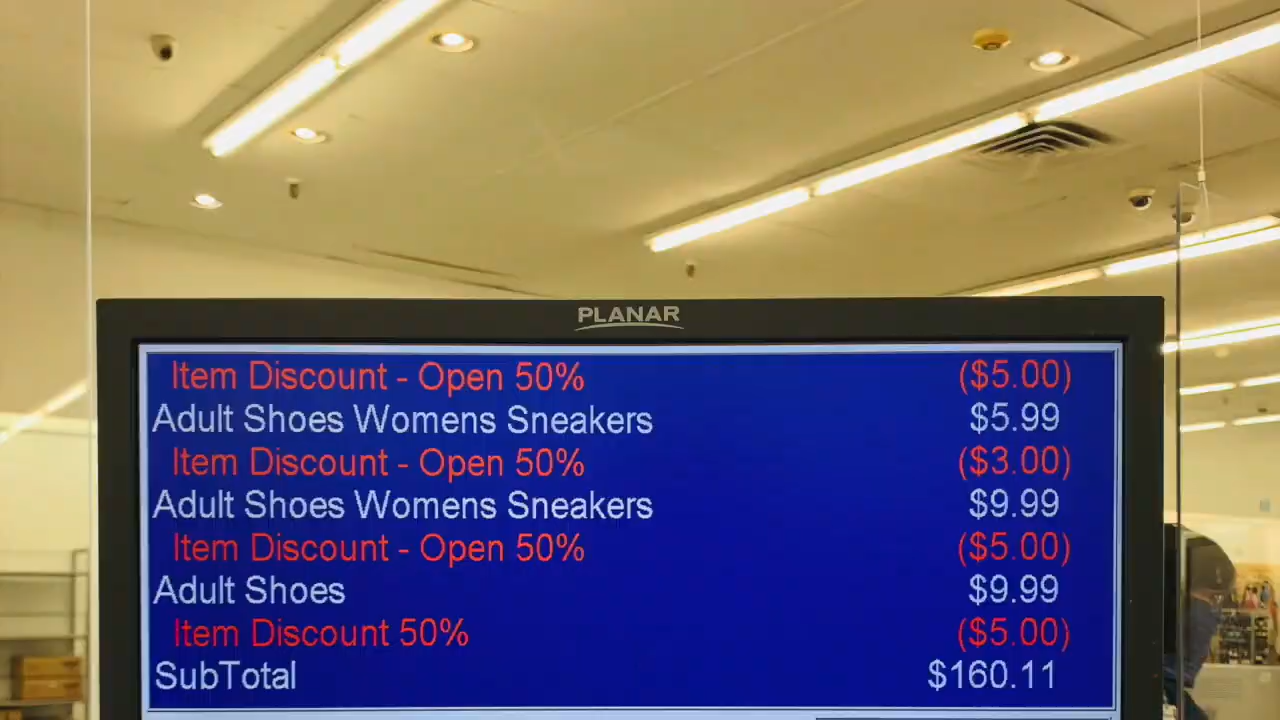 PLANAR
Item Discount - Open 50% ($5.00)
Adult Shoes Womens Sneakers $5.99
Item Discount - Open 50% ($3.00)
Adult Shoes Womens Sneakers $9.99
Item Discount - Open 50% ($5.00)
Adult Shoes $9.99
Item Discount 50% ($5.00)
SubTotal $160.11